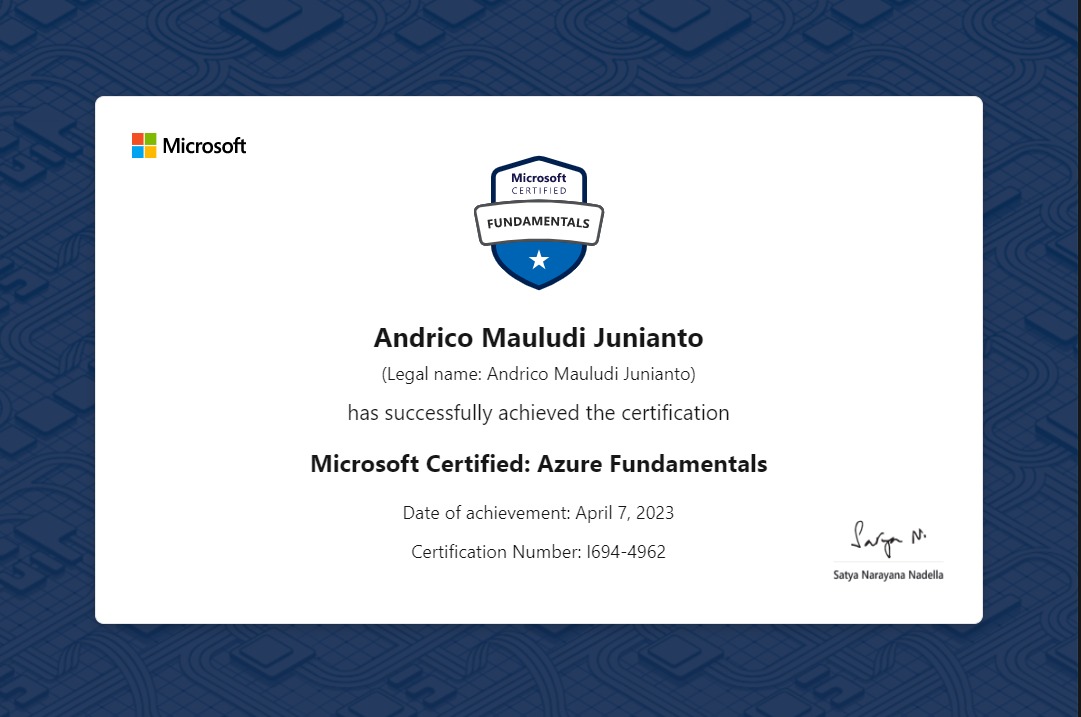 Microsoft
Microsoft
CERTIFIED
FUNDAMENTALS
Andrico Mauludi Junianto
(Legal name: Andrico Mauludi Junianto)
has successfully achieved the certification
Microsoft Certified: Azure Fundamentals
Date of achievement: April 7, 2023
Certification Number: I694-4962
Satya N.
Satya Narayana Nadella